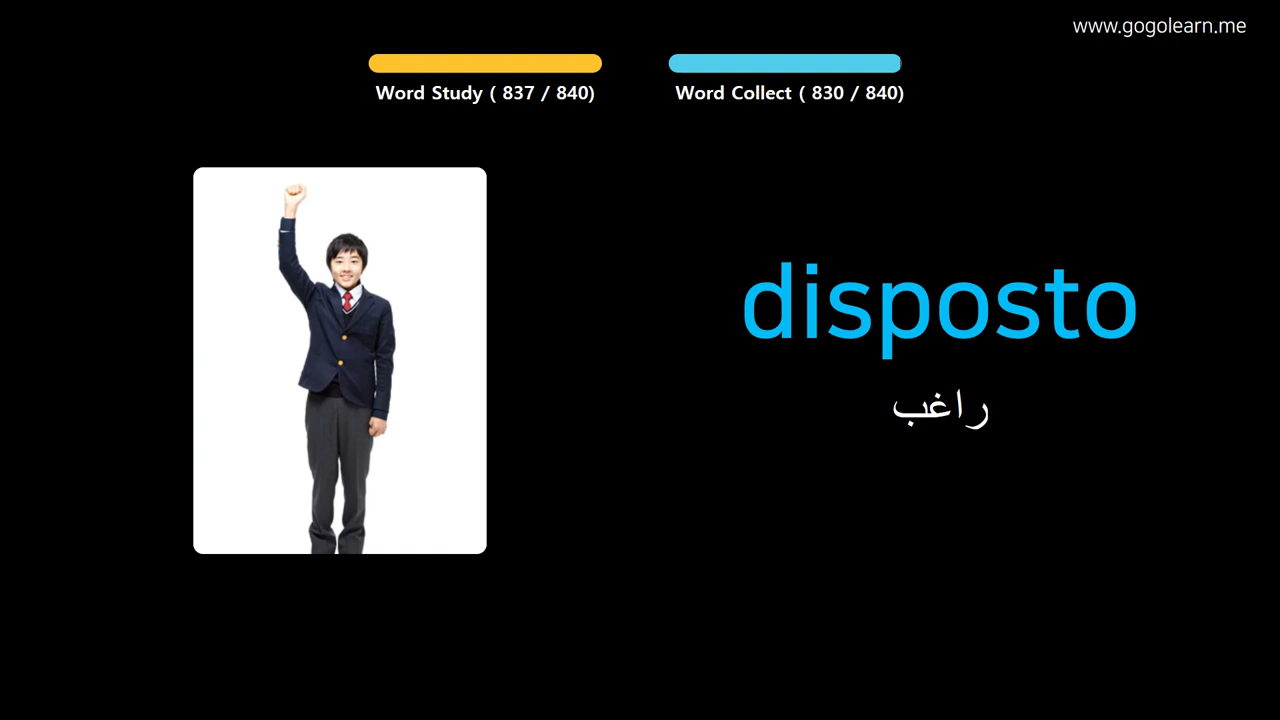 www.gogolearn.me
Word Study ( 837 / 840)
Word Collect ( 830 / 840)
disposto
راغب